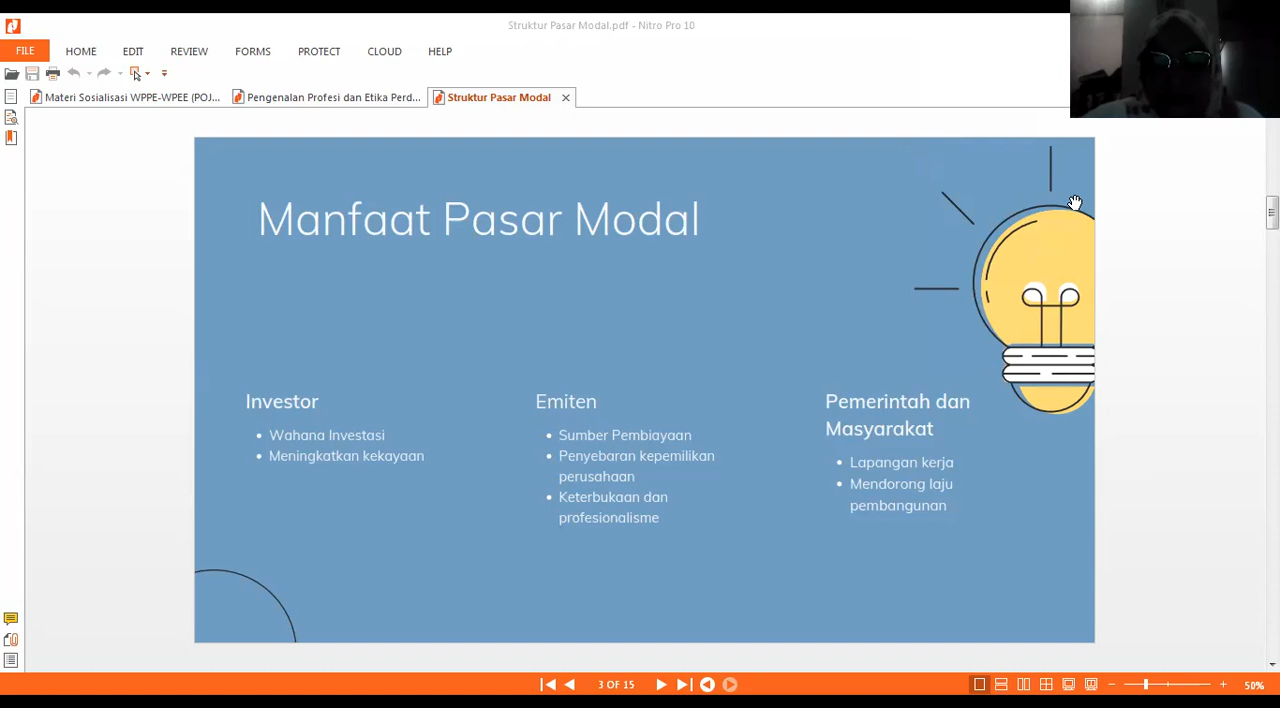 Struktur Pasar Modal.pdf - Nitro Pro 10
FILE HOME EDIT REVIEW FORMS PROTECT CLOUD HELP
Materi Sosialisasi WPPE-WPEE (POJ... Pengenalan Profesi dan Etika Perd... Struktur Pasar Modal
Manfaat Pasar Modal
Investor
• Wahana Investasi
• Meningkatkan kekayaan
Emiten
• Sumber Pembiayaan
• Penyebaran kepemilikan
perusahaan
• Keterbukaan dan
profesionalisme
Pemerintah dan
Masyarakat
• Lapangan kerja
• Mendorong laju
pembangunan
3 OF 15
50%